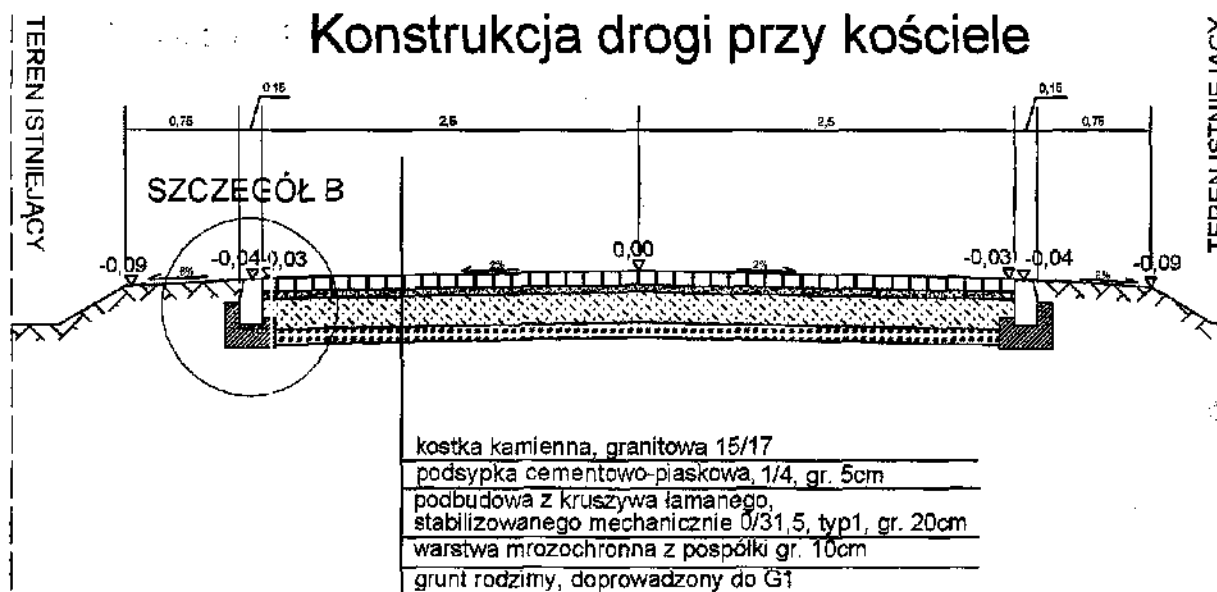 Konstrukcja drogi przy kościele
TEREN ISTNIEJĄCY
TEREN ISTNIEJĄCY
0,15
0,15
0,75
2,5
2,5
0,75
SZCZEGÓŁ B
-0,09
-0,04
-0,03
0,00
-0,03
-0,04
-0,09
8%
2%
2%
kostka kamienna, granitowa 15/17
podsypka cementowo-piaskowa, 1/4, gr. 5cm
podbudowa z kruszywa łamanego,
stabilizowanego mechanicznie 0/31,5, typ1, gr. 20cm
warstwa mrozochronna z pospółki gr. 10cm
grunt rodzimy, doprowadzony do G1